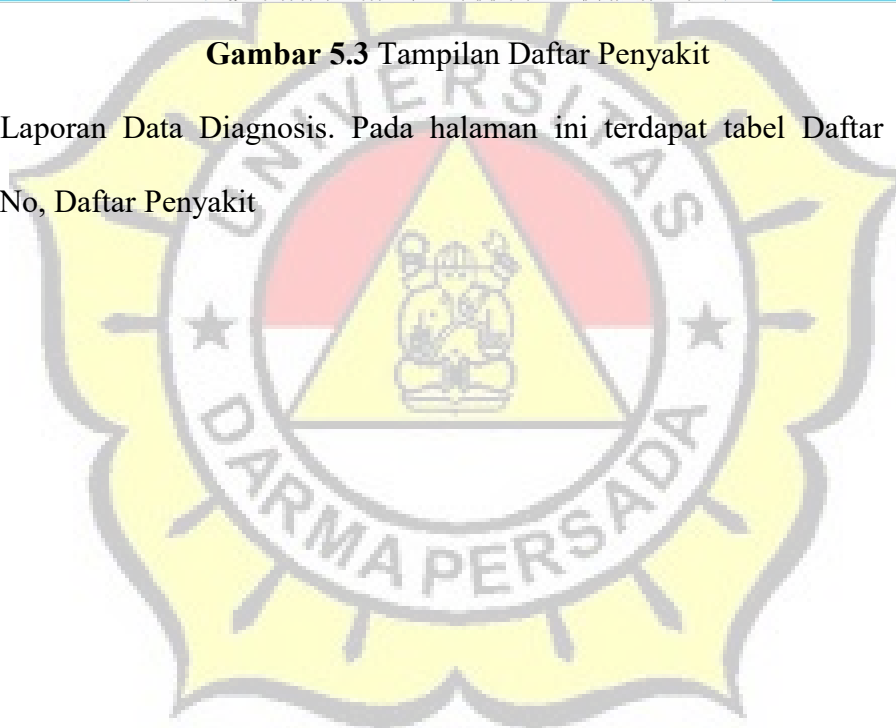 Gambar 5.3 Tampilan Daftar Penyakit
Laporan Data Diagnosis. Pada halaman ini terdapat tabel Daftar
No, Daftar Penyakit
UNIVERSITAS
DARMA PERSADA